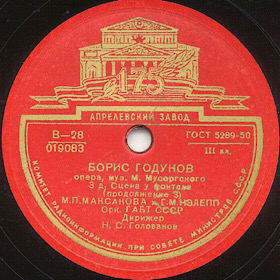 175
АПРЕЛЕВСКИЙ ЗАВОД
В—28
019083
ГОСТ 5289-50
III кл.
БОРИС ГОДУНОВ
опера, муз. М. Мусоргского
3 д. Сцена у фонтана
(продолжение 3)
М. П. МАКСАКОВА и Г. М. НЭЛЕПП
Орк. ГАБТ СССР
Дирижер
Н. С. Голованов
КОМИТЕТ РАДИОИНФОРМАЦИИ ПРИ СОВЕТЕ МИНИСТРОВ СССР